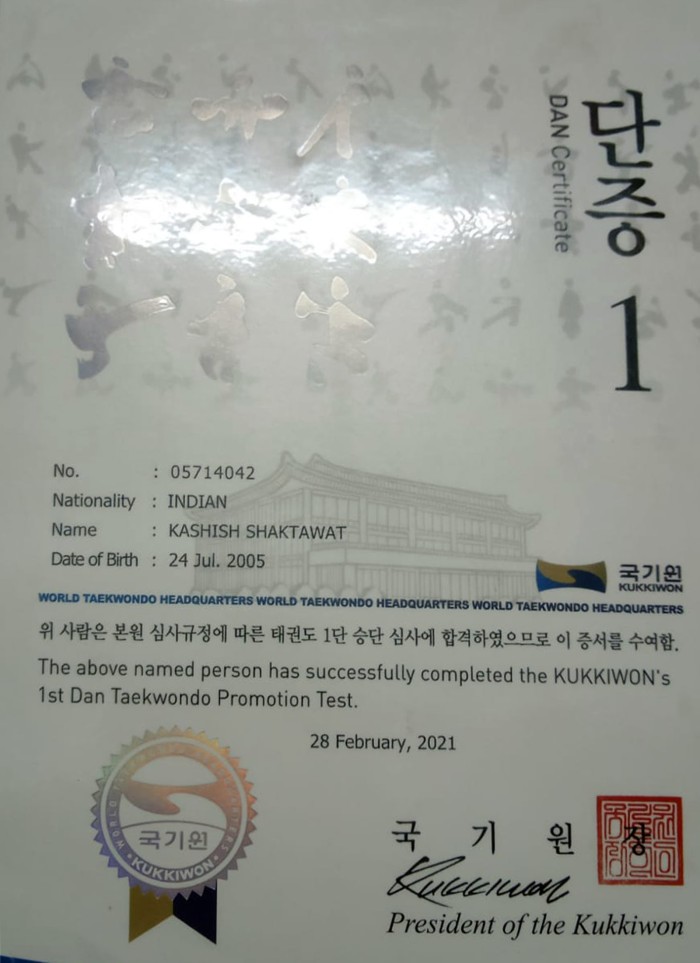 단증
DAN Certificate
1
No. : 05714042
Nationality : INDIAN
Name : KASHISH SHAKTAWAT
Date of Birth : 24 Jul. 2005
국기원
KUKKIWON
WORLD TAEKWONDO HEADQUARTERS WORLD TAEKWONDO HEADQUARTERS WORLD TAEKWONDO HEADQUARTERS
위 사람은 본원 심사규정에 따른 태권도 1단 승단 심사에 합격하였으므로 이 증서를 수여함.
The above named person has successfully completed the KUKKIWON's
1st Dan Taekwondo Promotion Test.
28 February, 2021
WORLD TAEKWONDO HEADQUARTERS
국기원
KUKKIWON
국 기 원 장
Kukkiwon
President of the Kukkiwon